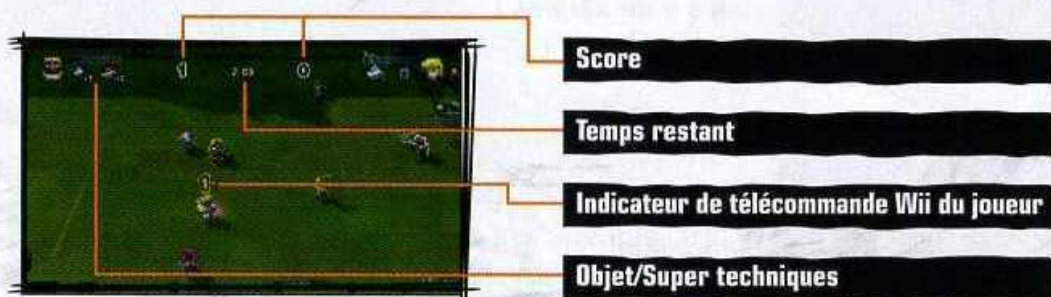 Score
Temps restant
Indicateur de télécommande Wii du joueur
Objet/Super techniques